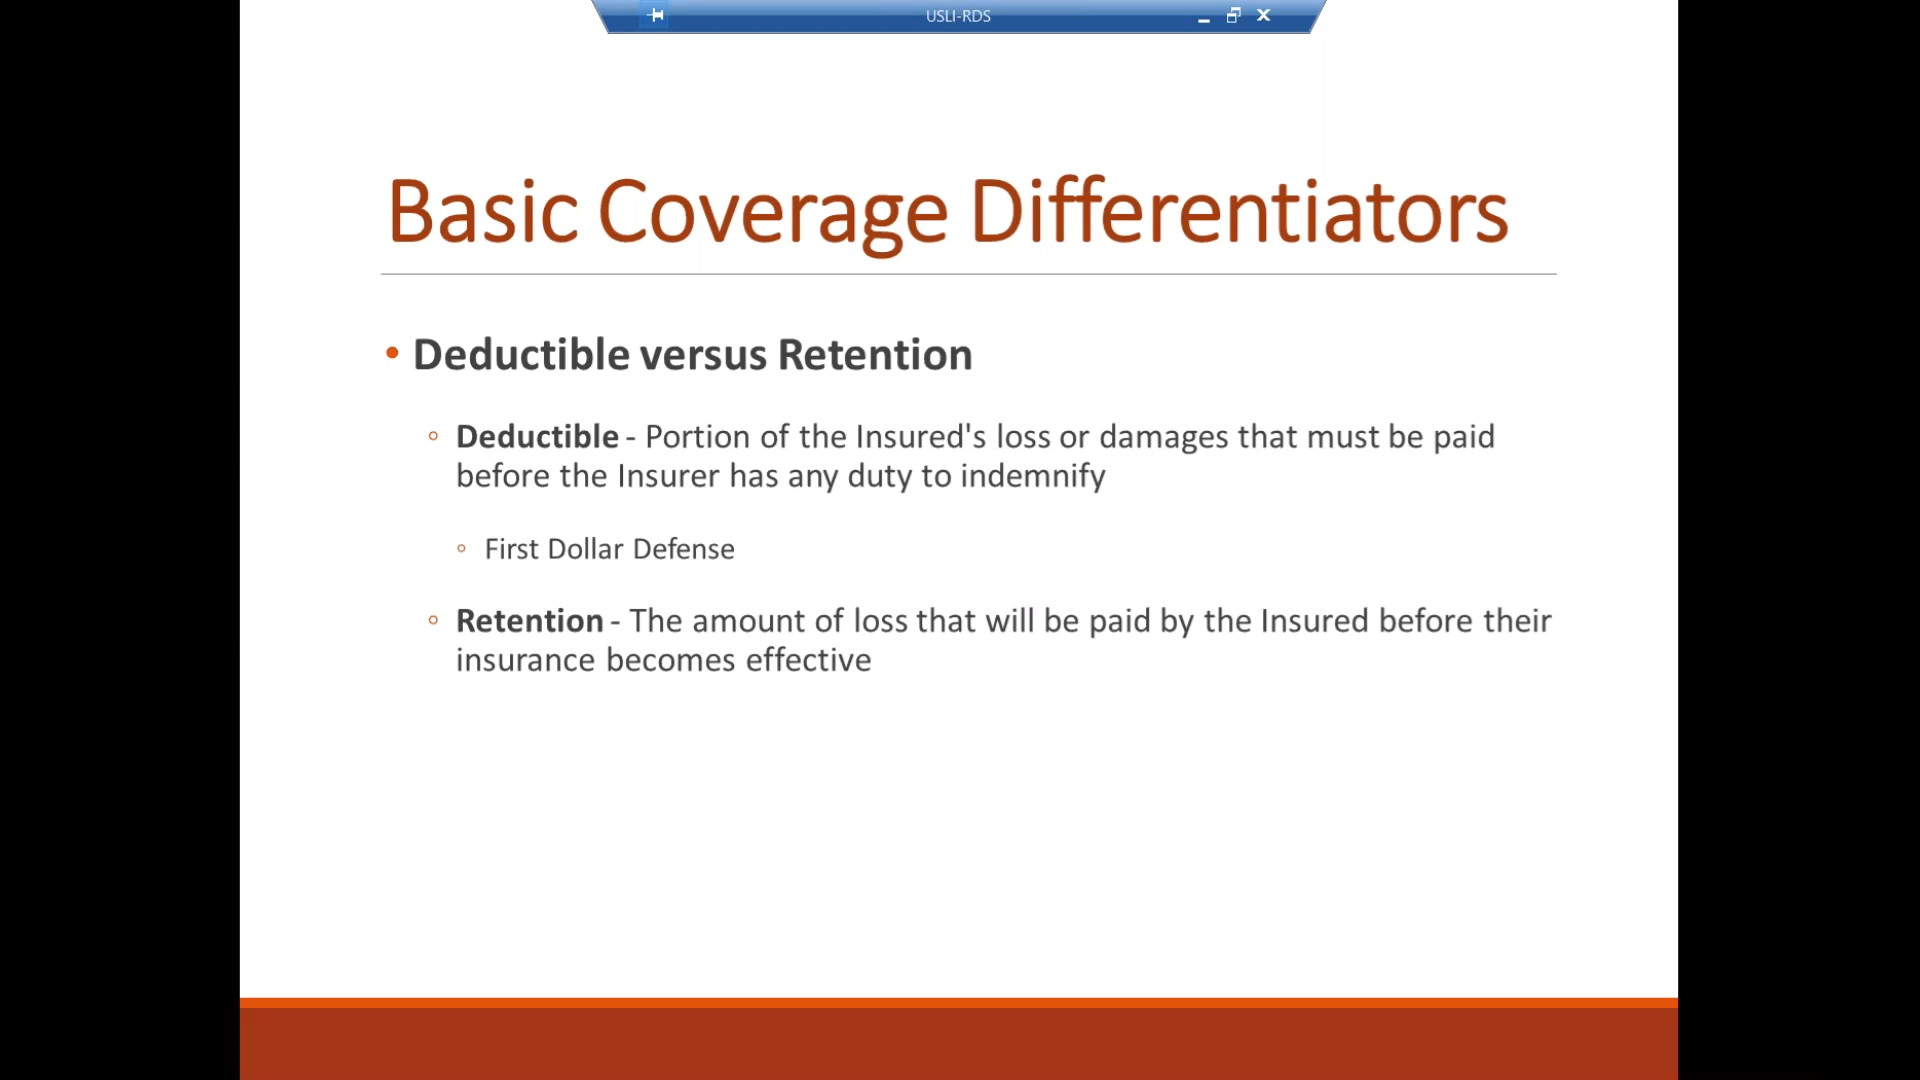 USLI-RDS
Basic Coverage Differentiators
• Deductible versus Retention
◦ Deductible - Portion of the Insured's loss or damages that must be paid
before the Insurer has any duty to indemnify
◦ First Dollar Defense
◦ Retention - The amount of loss that will be paid by the Insured before their
insurance becomes effective